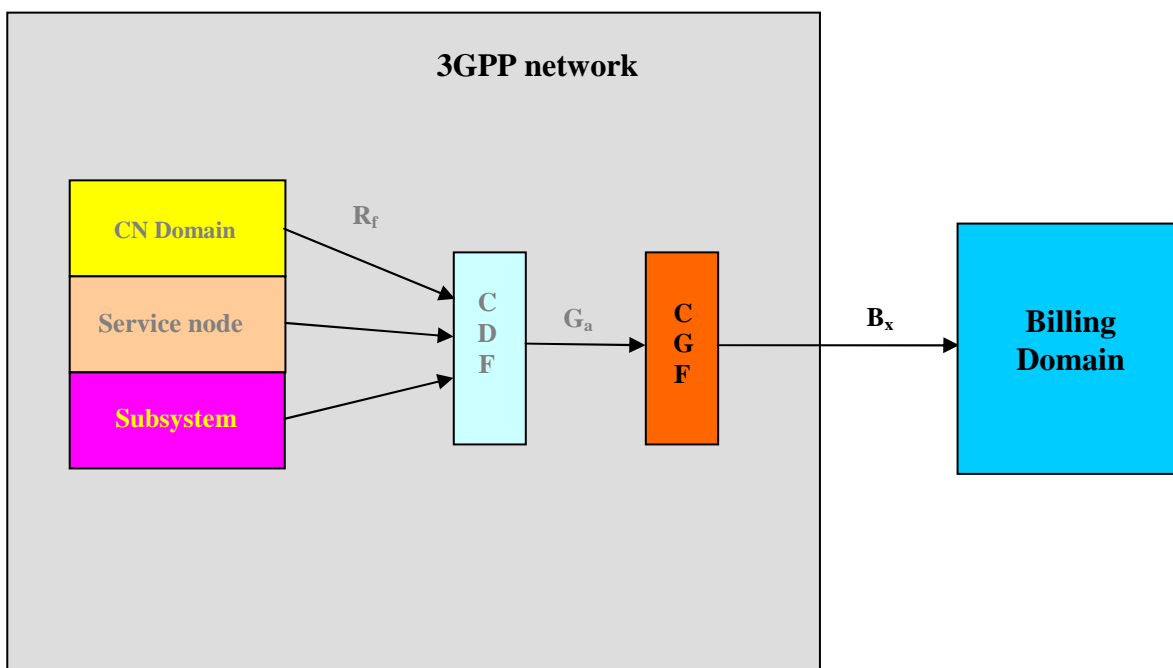 3GPP network
CN Domain
Service node
Subsystem
Rf
C
D
F
Ga
C
G
F
Bx
Billing
Domain